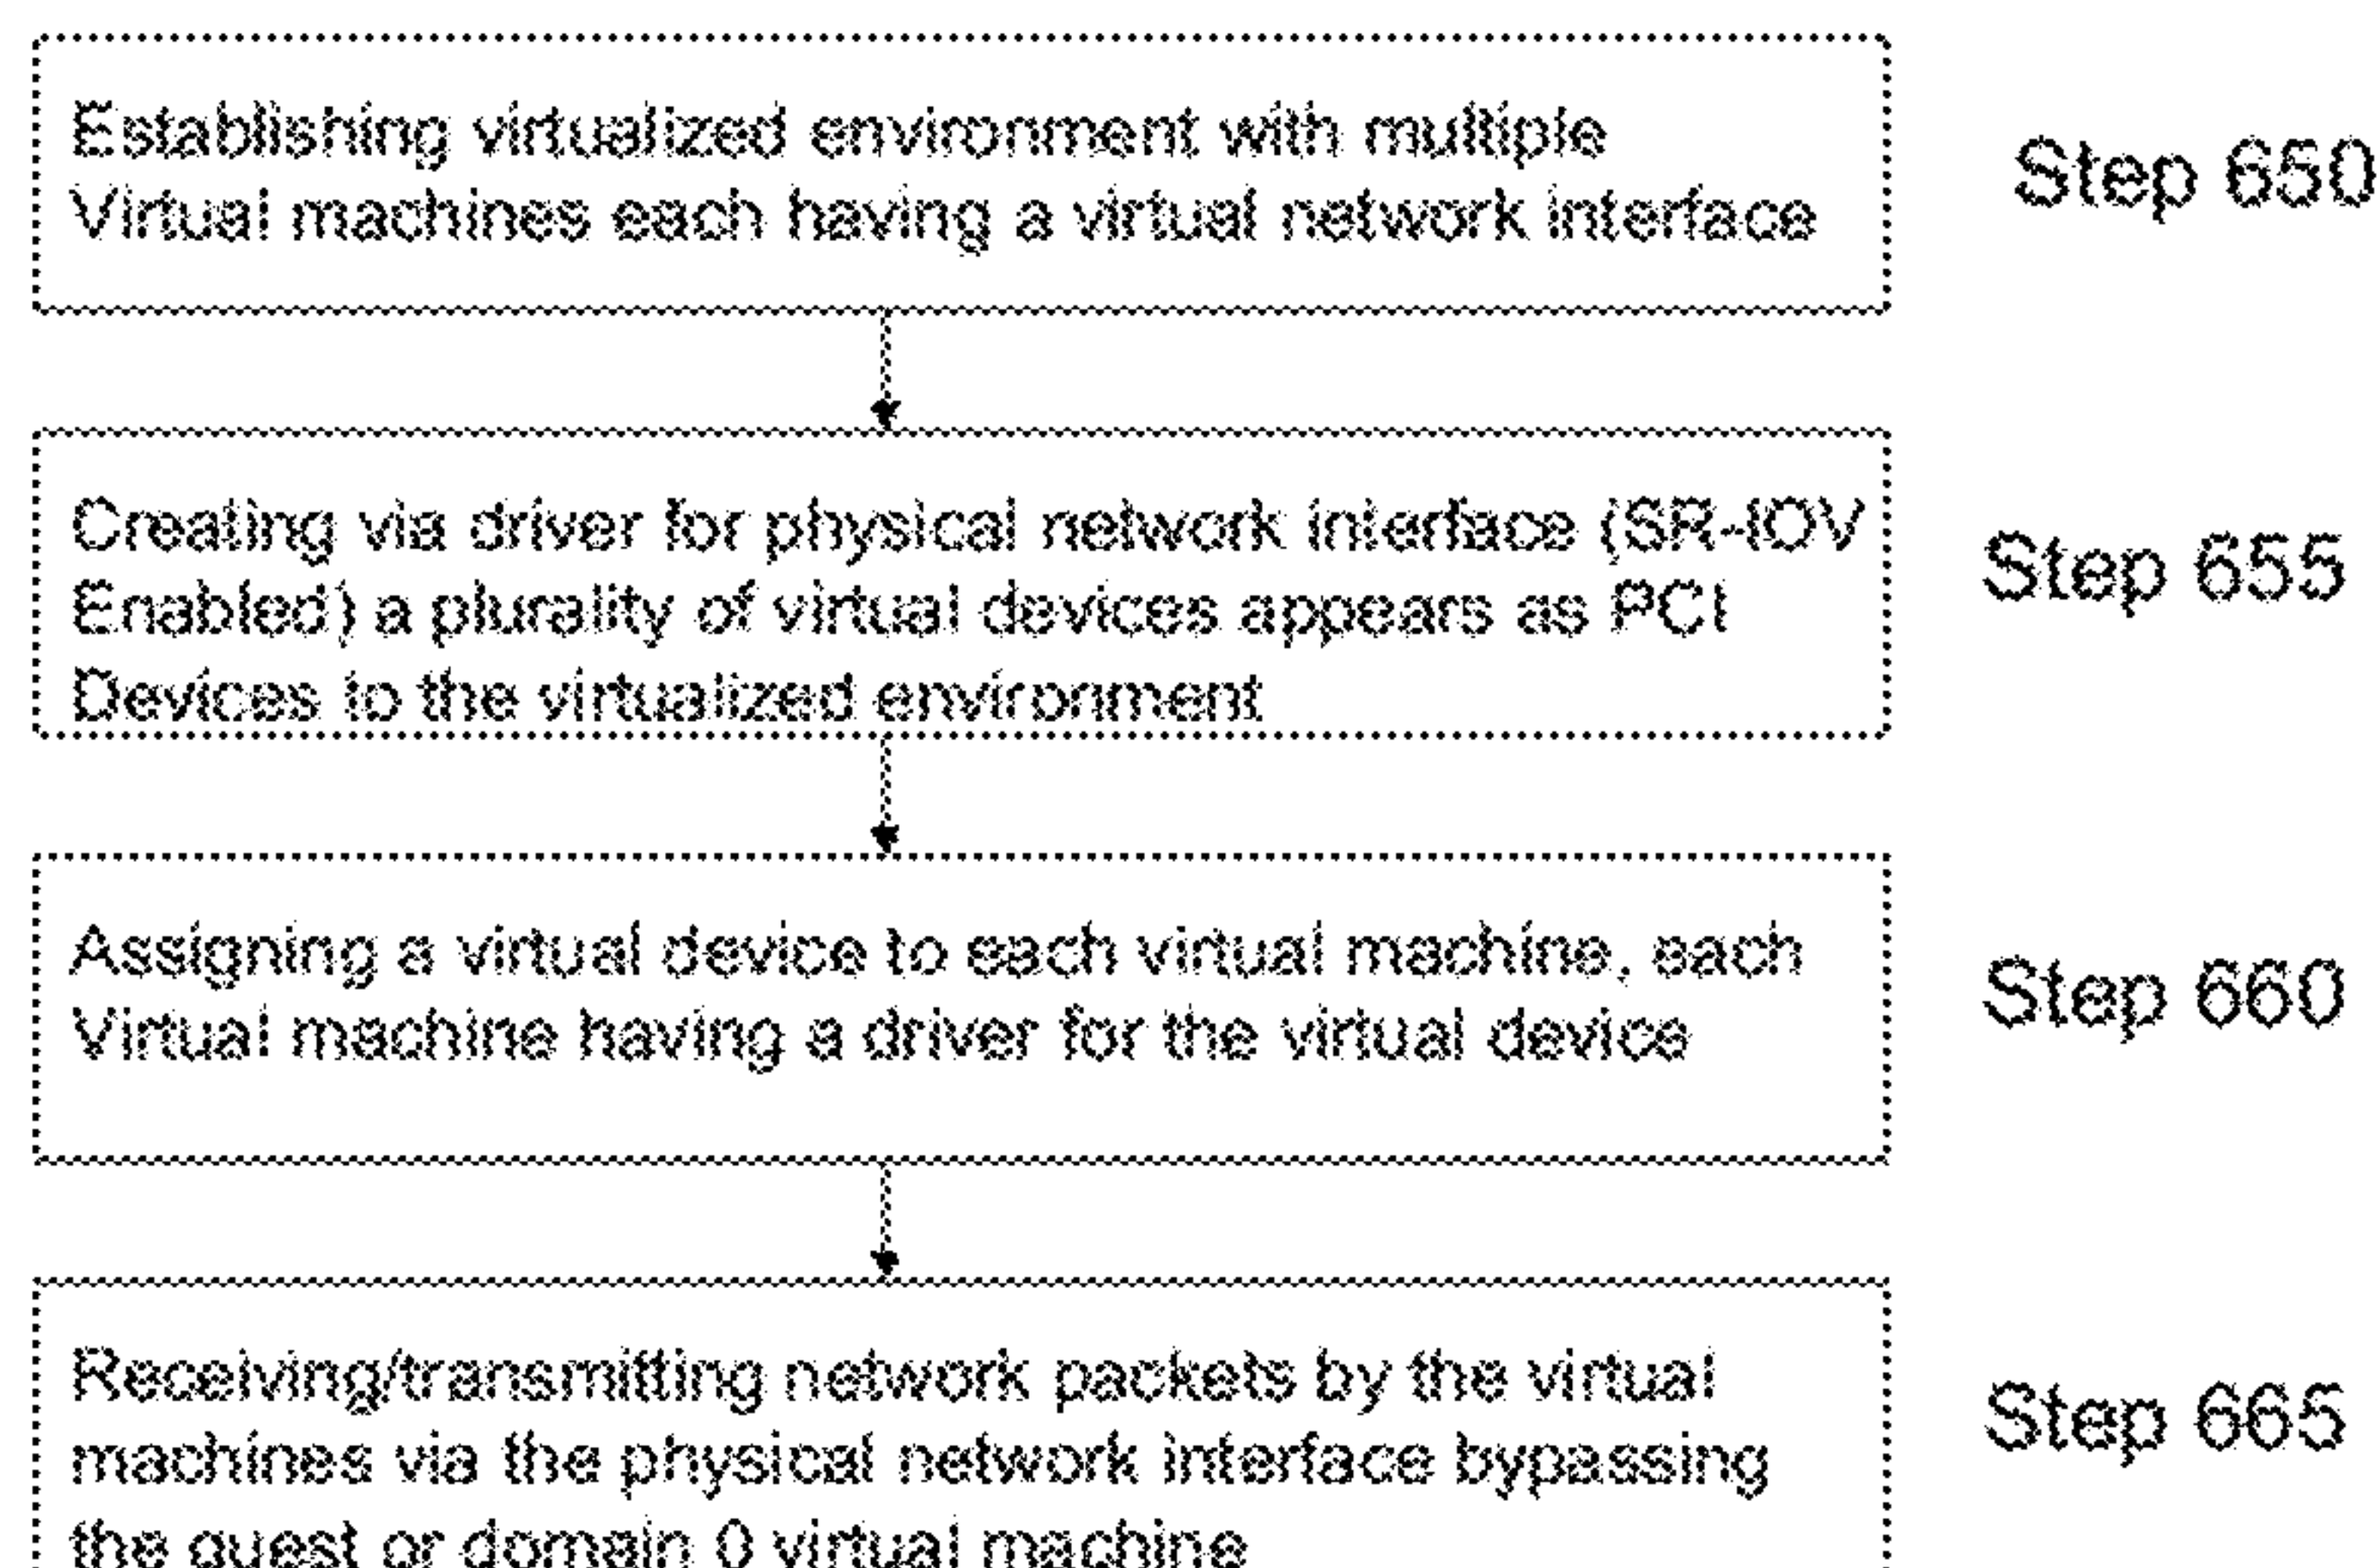 Establishing virtualized environment with multiple
Virtual machines each having a virtual network interface
Step 650
Creating via driver for physical network interface (SR-IOV
Enabled) a plurality of virtual devices appears as PCI
Devices to the virtualized environment
Step 655
Assigning a virtual device to each virtual machine, each
Virtual machine having a driver for the virtual device
Step 660
Receiving/transmitting network packets by the virtual
machines via the physical network interface bypassing
the guest or domain 0 virtual machine
Step 665